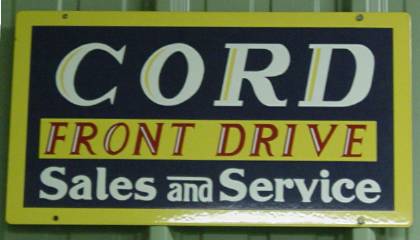 CORD
FRONT DRIVE
Sales and Service